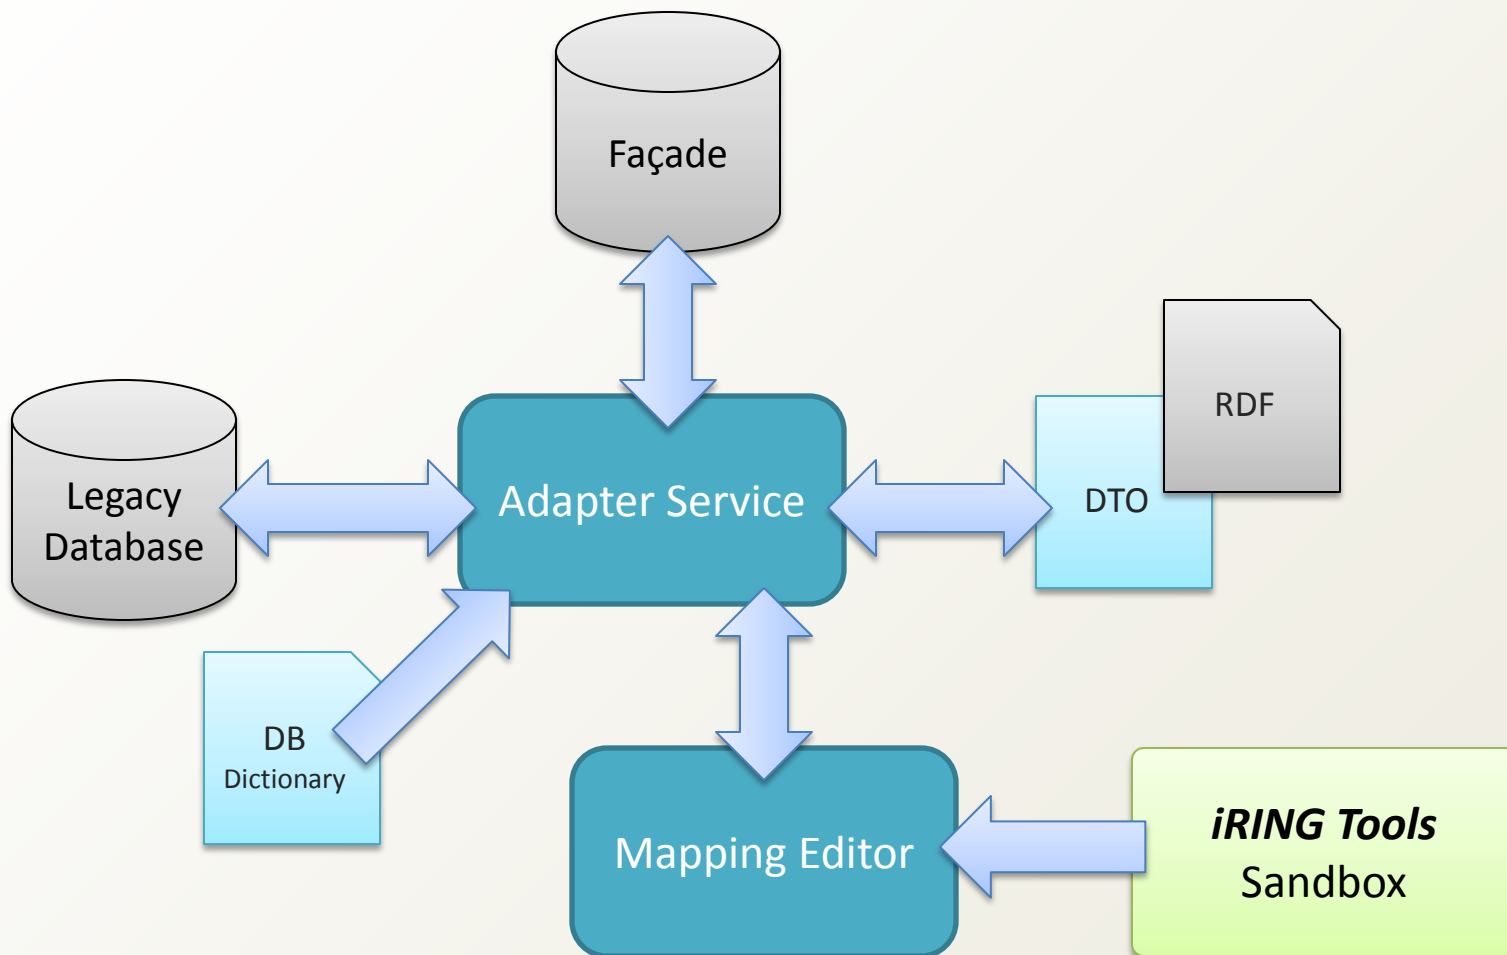 Façade
RDF
Legacy
Database
Adapter Service
DTO
DB
Dictionary
Mapping Editor
iRING Tools
Sandbox